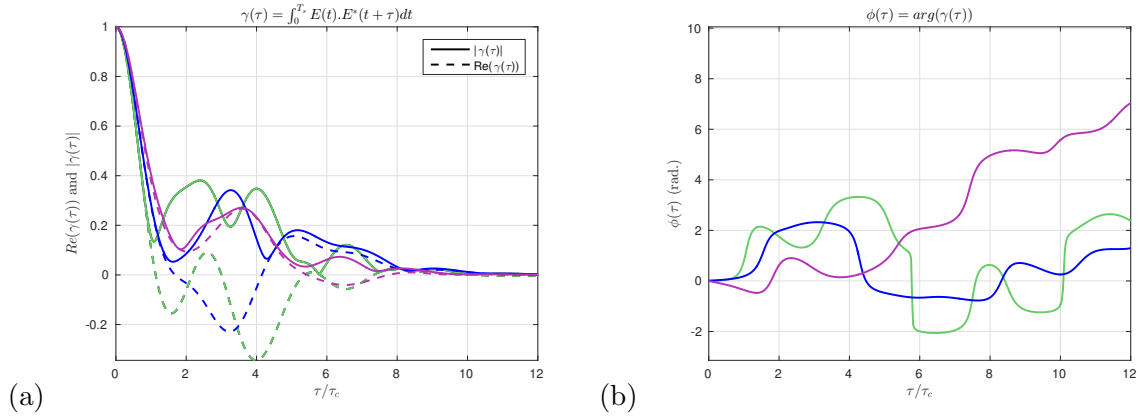 γ(τ) = ∫₀^{T_s} E(t).E*(t + τ)dt
|γ(τ)|
Re(γ(τ))
Re(γ(τ)) and |γ(τ)|
1
0.8
0.6
0.4
0.2
0
-0.2
0 2 4 6 8 10 12
τ/τ_c
(a)
φ(τ) = arg(γ(τ))
φ(τ) (rad.)
10
8
6
4
2
0
-2
0 2 4 6 8 10 12
τ/τ_c
(b)